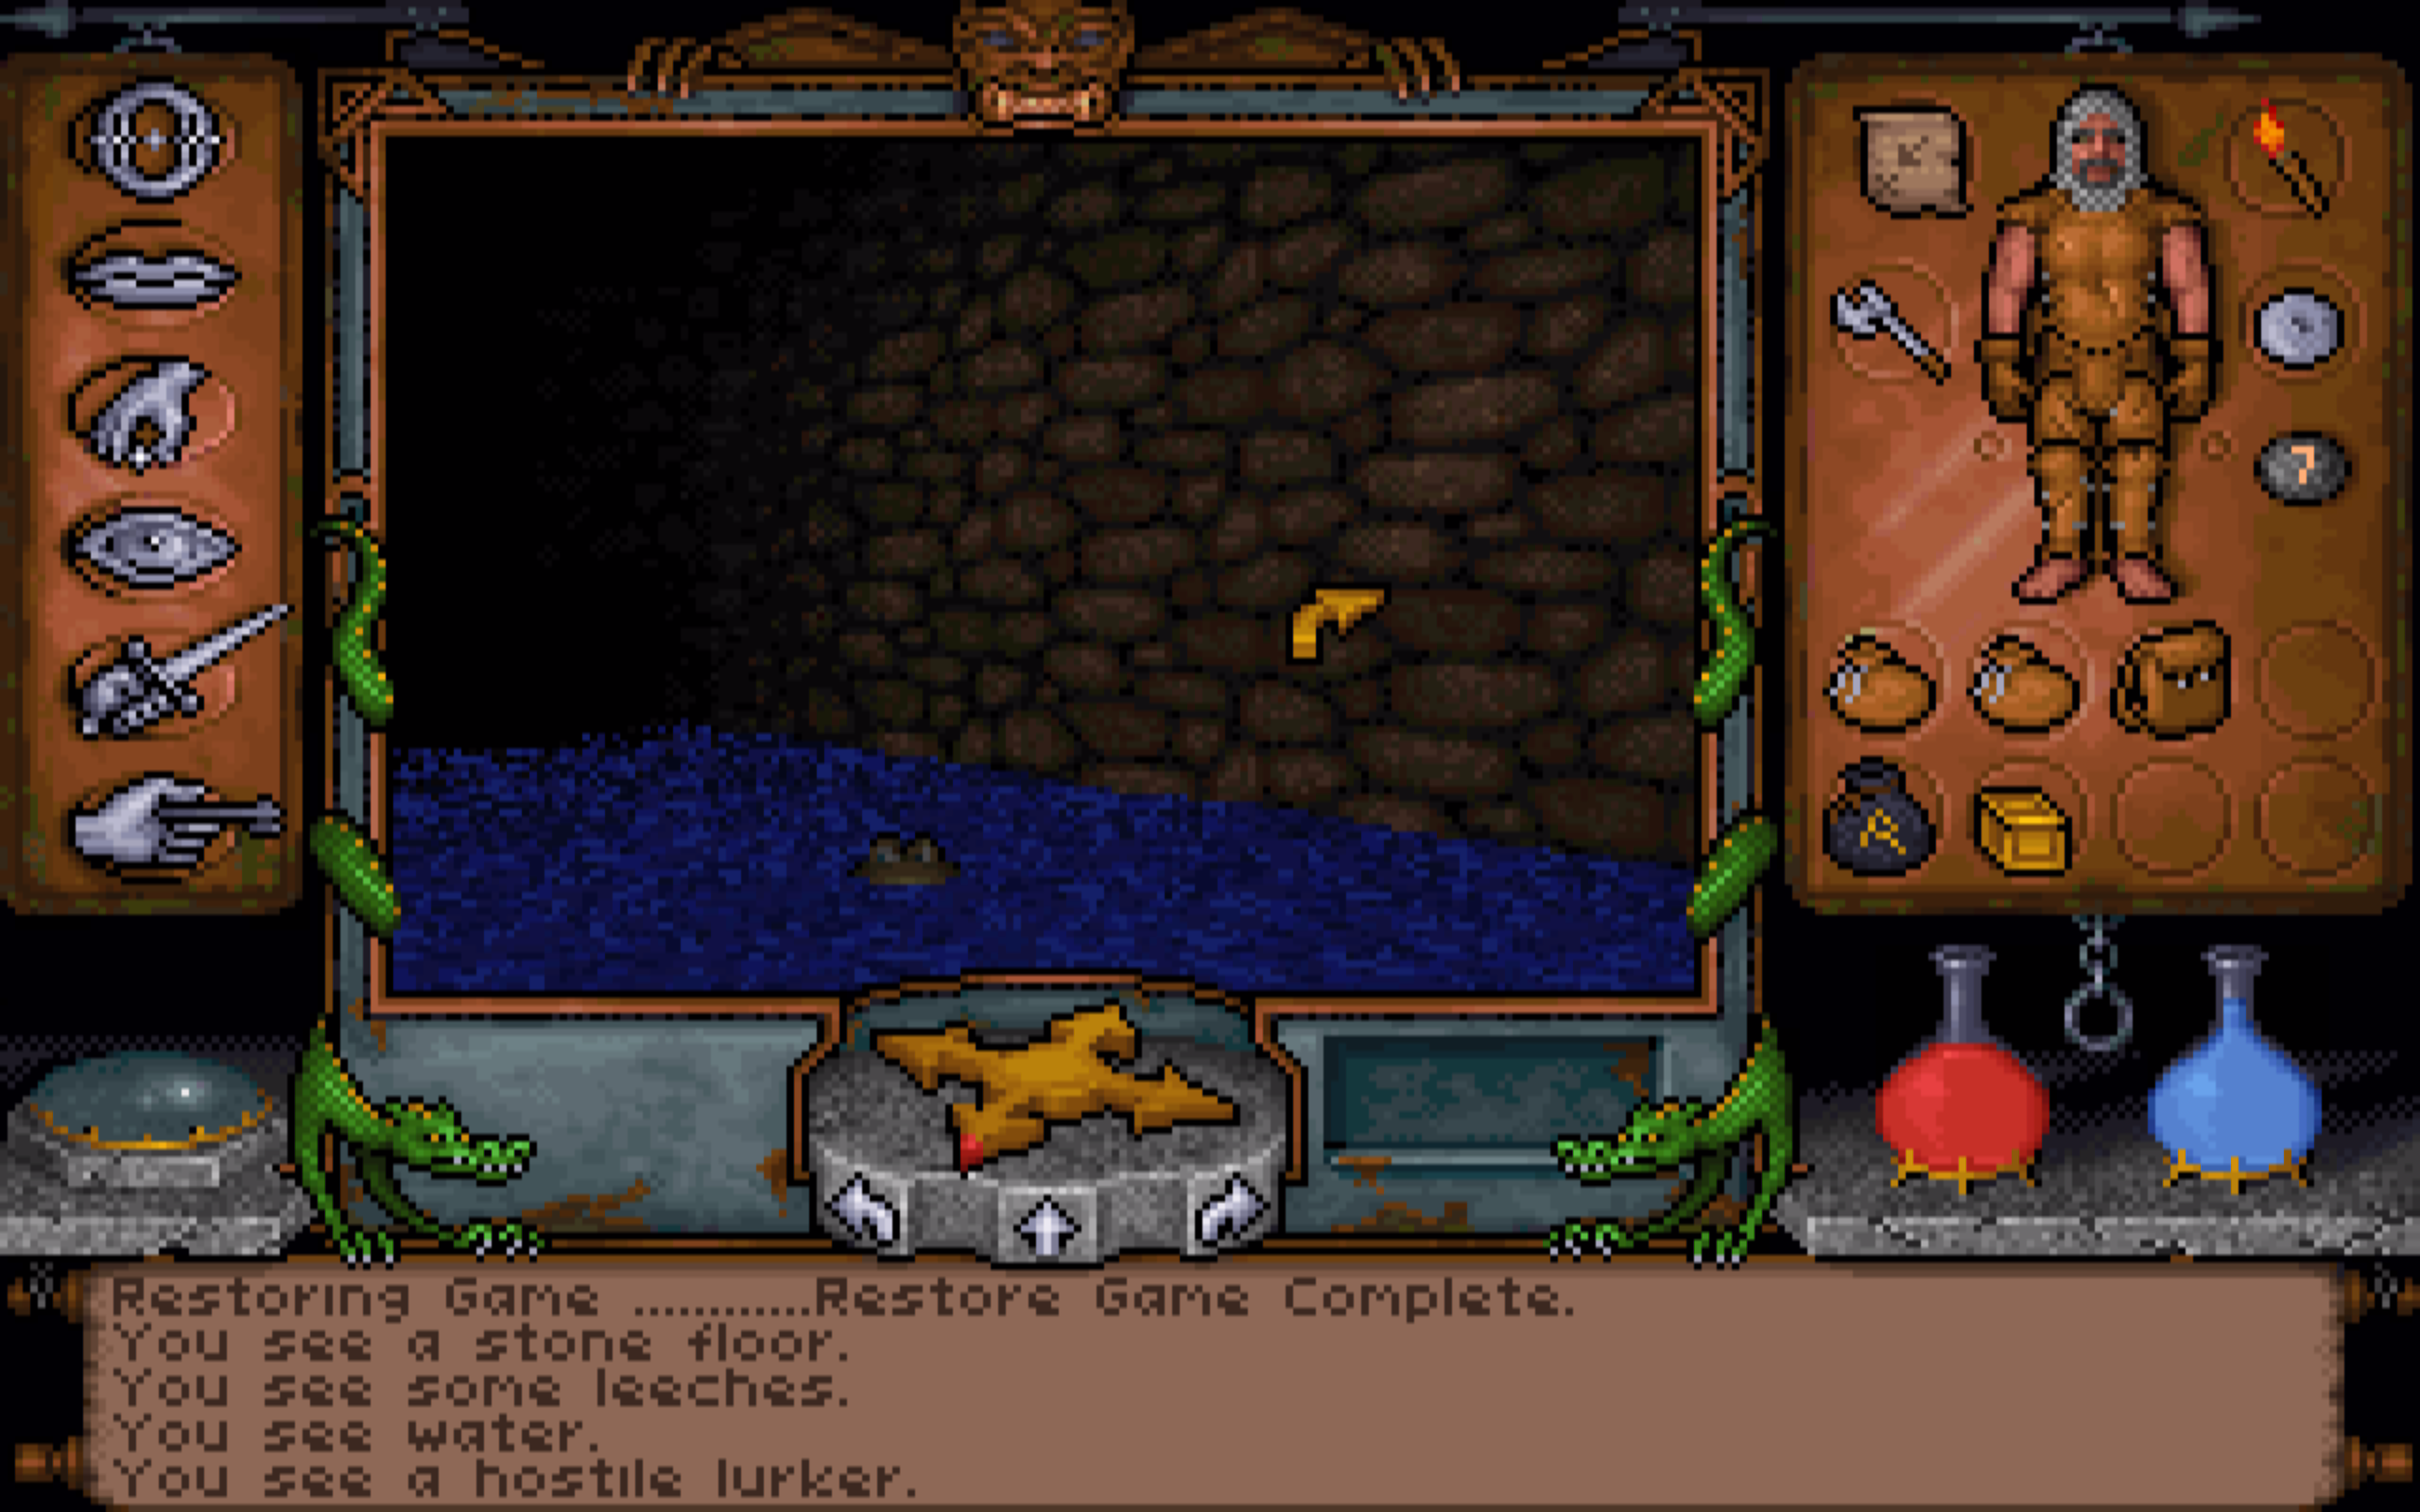 Restoring Game ............Restore Game Complete.
You see a stone floor.
You see some leeches.
You see water.
You see a hostile lurker.